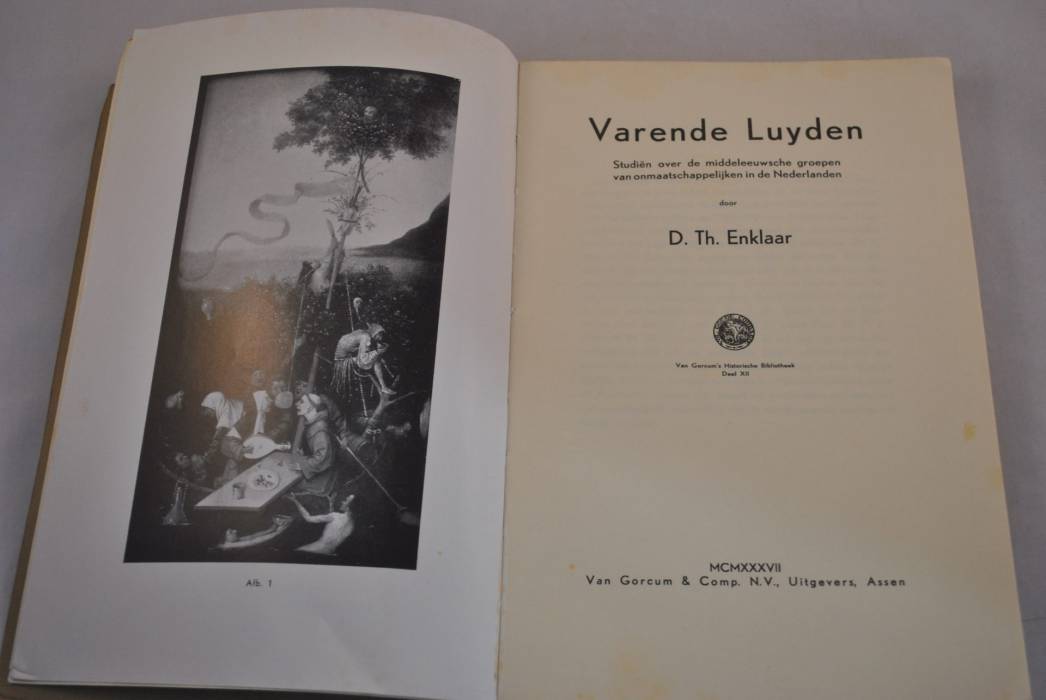 Afb. 1
Varende Luyden
Studiën over de middeleeuwsche groepen
van onmaatschappelijken in de Nederlanden
door
D. Th. Enklaar
Van Gorcum's Historische Bibliotheek
Deel XII
MCMXXXVII
Van Gorcum & Comp. N.V., Uitgevers, Assen